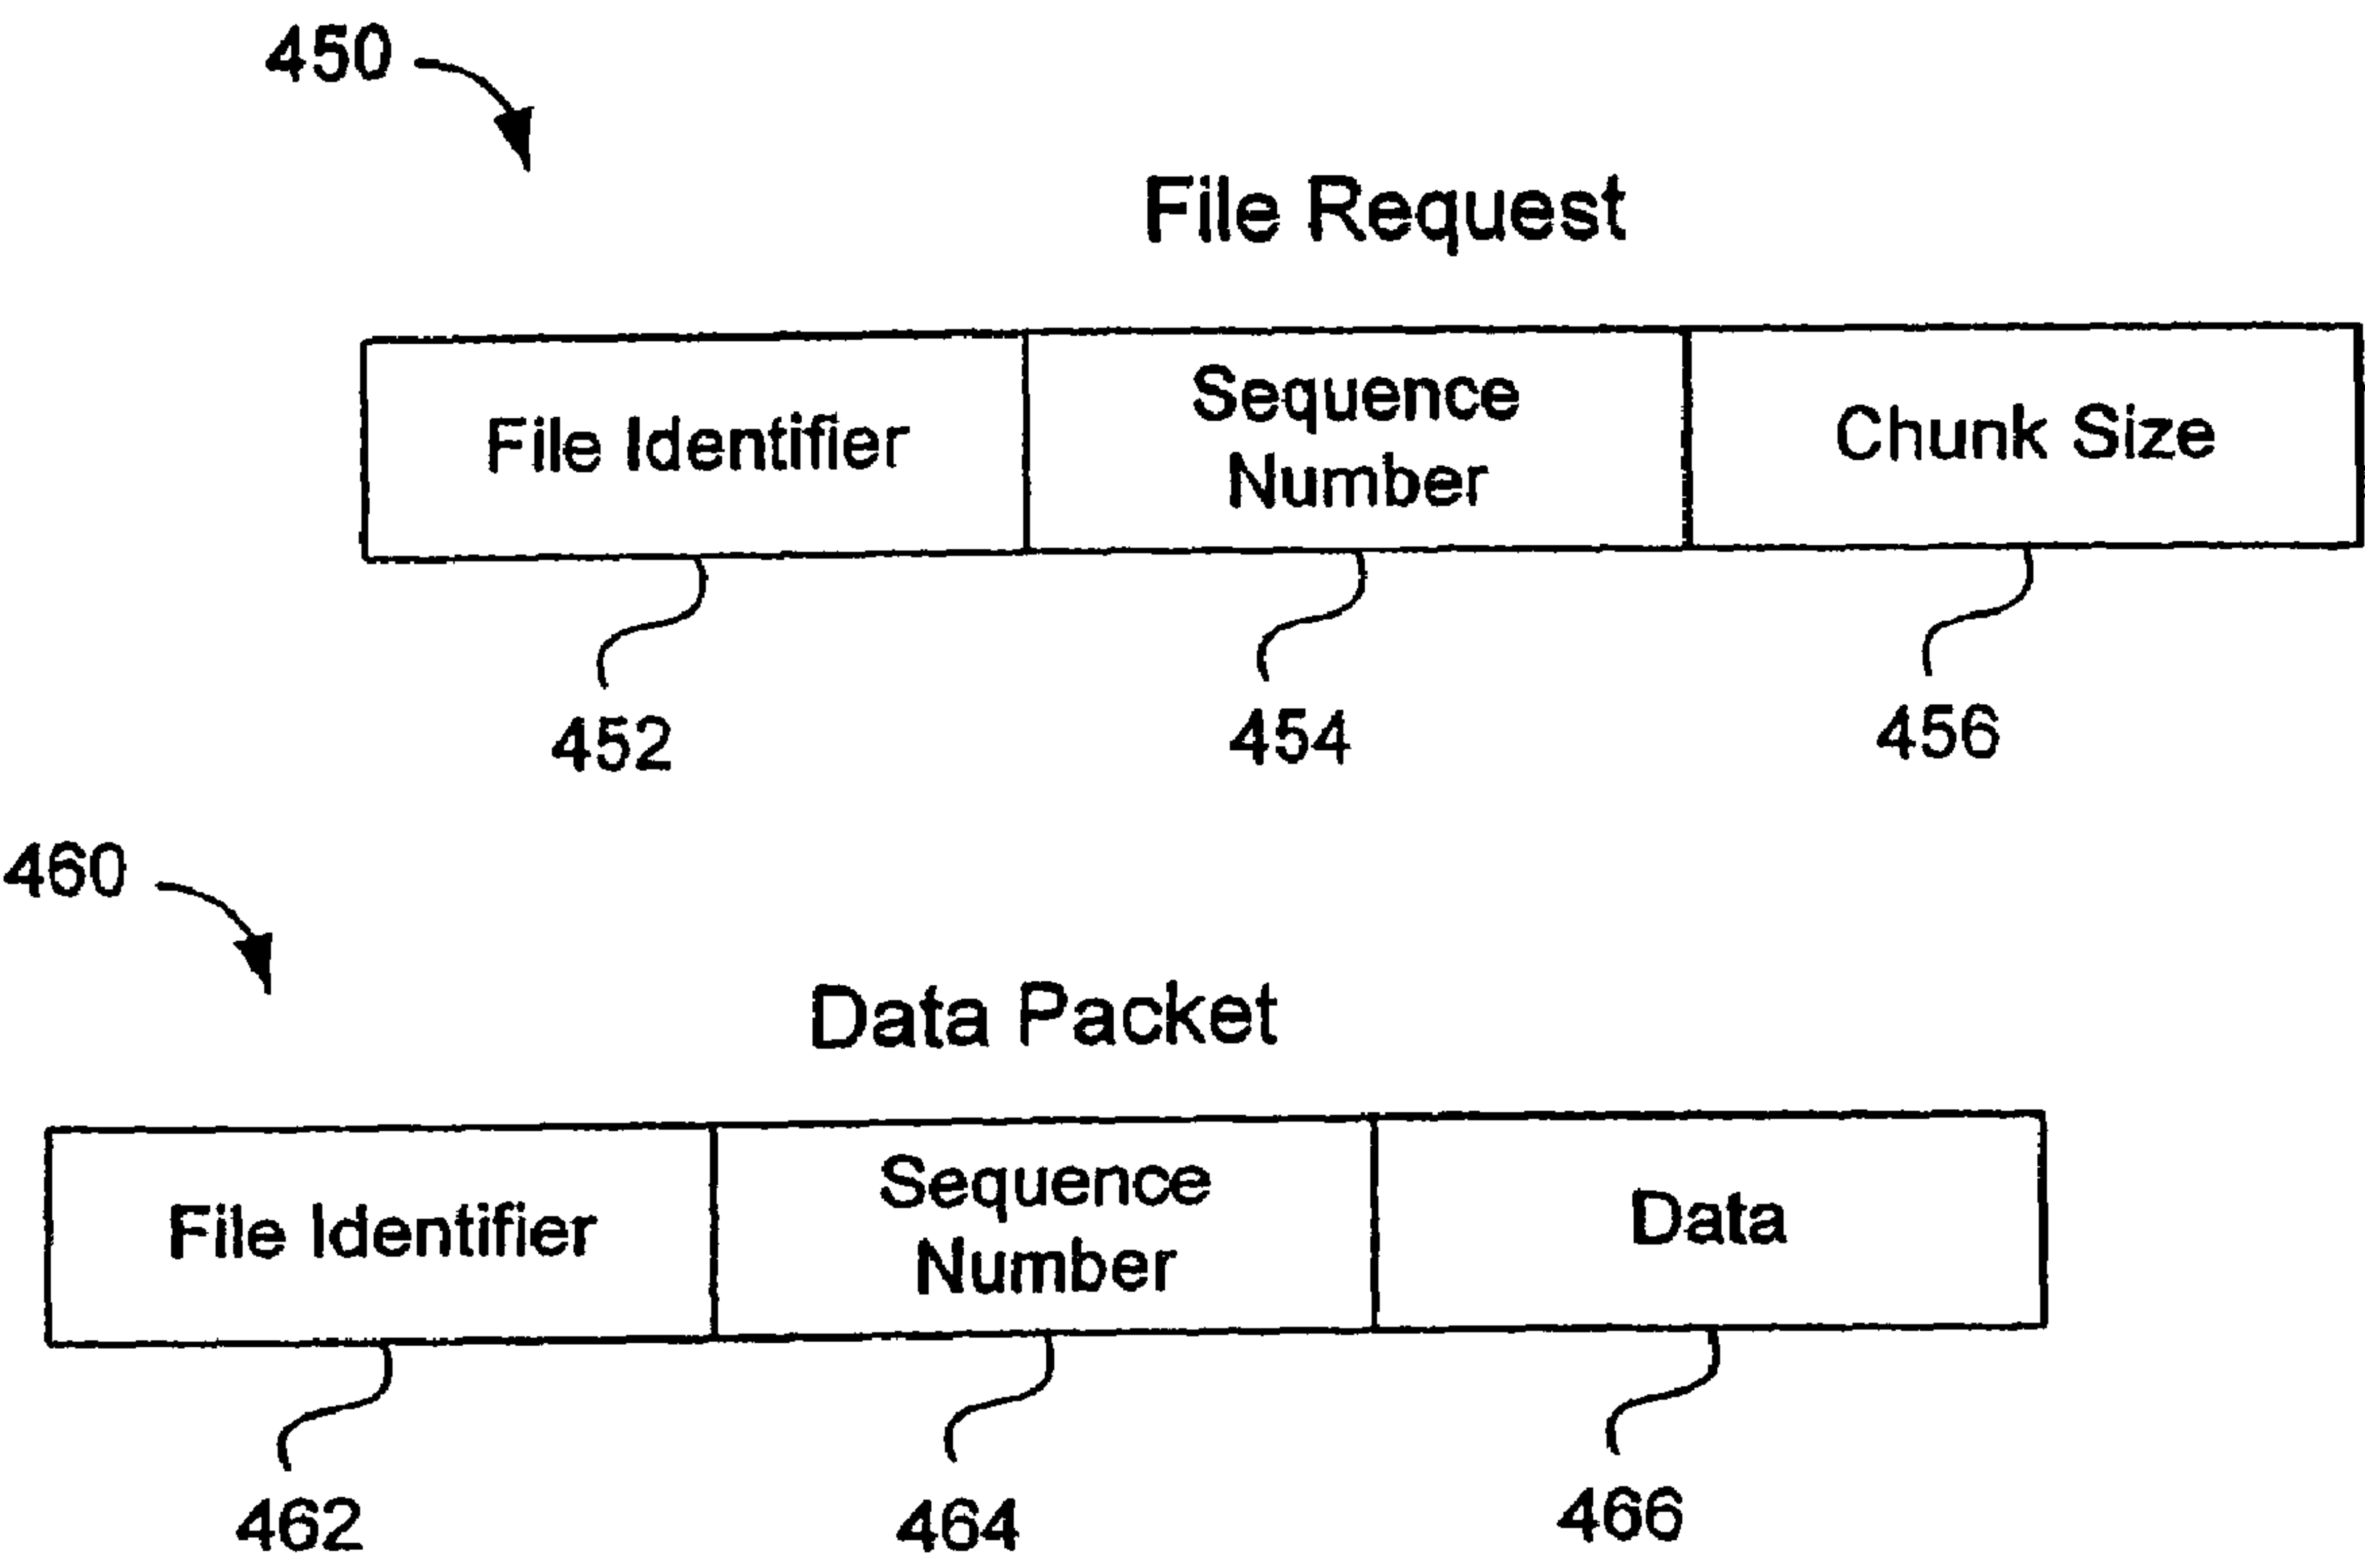 450
File Request
File Identifier
Sequence
Number
Chunk Size
452
454
456
460
Data Packet
File Identifier
Sequence
Number
Data
462
464
466